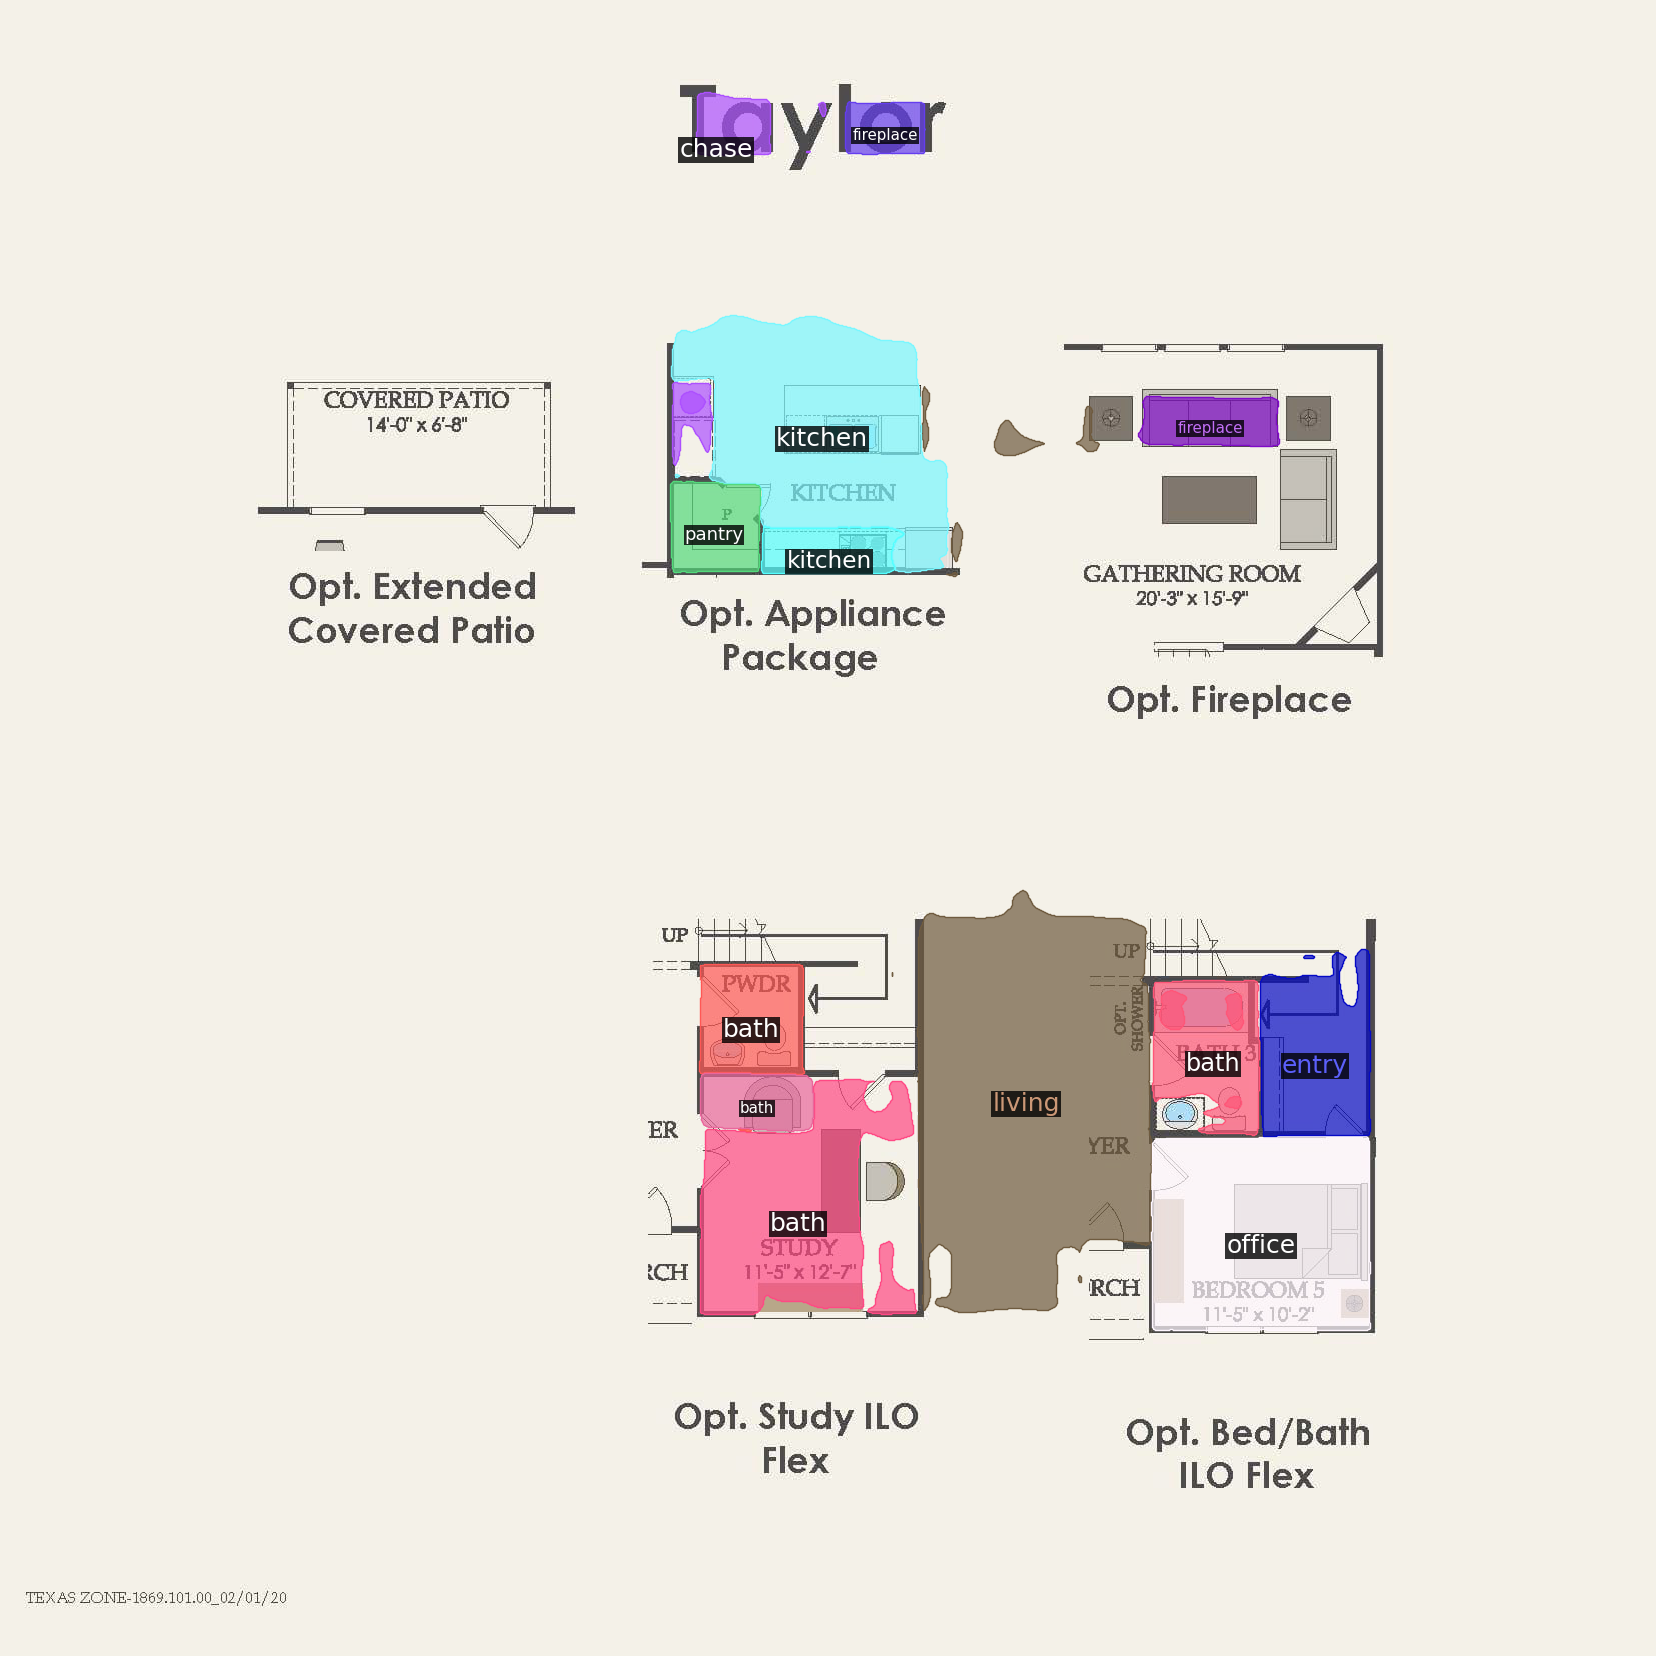 Taylor
chase
fireplace
COVERED PATIO
14'-0" x 6'-8"
Opt. Extended
Covered Patio
kitchen
KITCHEN
P
pantry
kitchen
Opt. Appliance
Package
fireplace
GATHERING ROOM
20'-3" x 15'-9"
Opt. Fireplace
UP
PWDR
bath
bath
ER
bath
STUDY
11'-5" x 12'-7"
RCH
Opt. Study ILO
Flex
living
UP
OPT.
SHOWER
BATH 3
bath
entry
YER
office
BEDROOM 5
11'-5" x 10'-2"
RCH
Opt. Bed/Bath
ILO Flex
TEXAS ZONE-1869.101.00_02/01/20